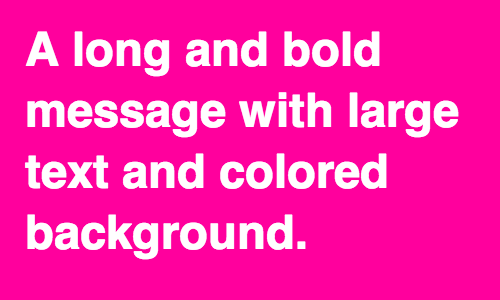 A long and bold
message with large
text and colored
background.